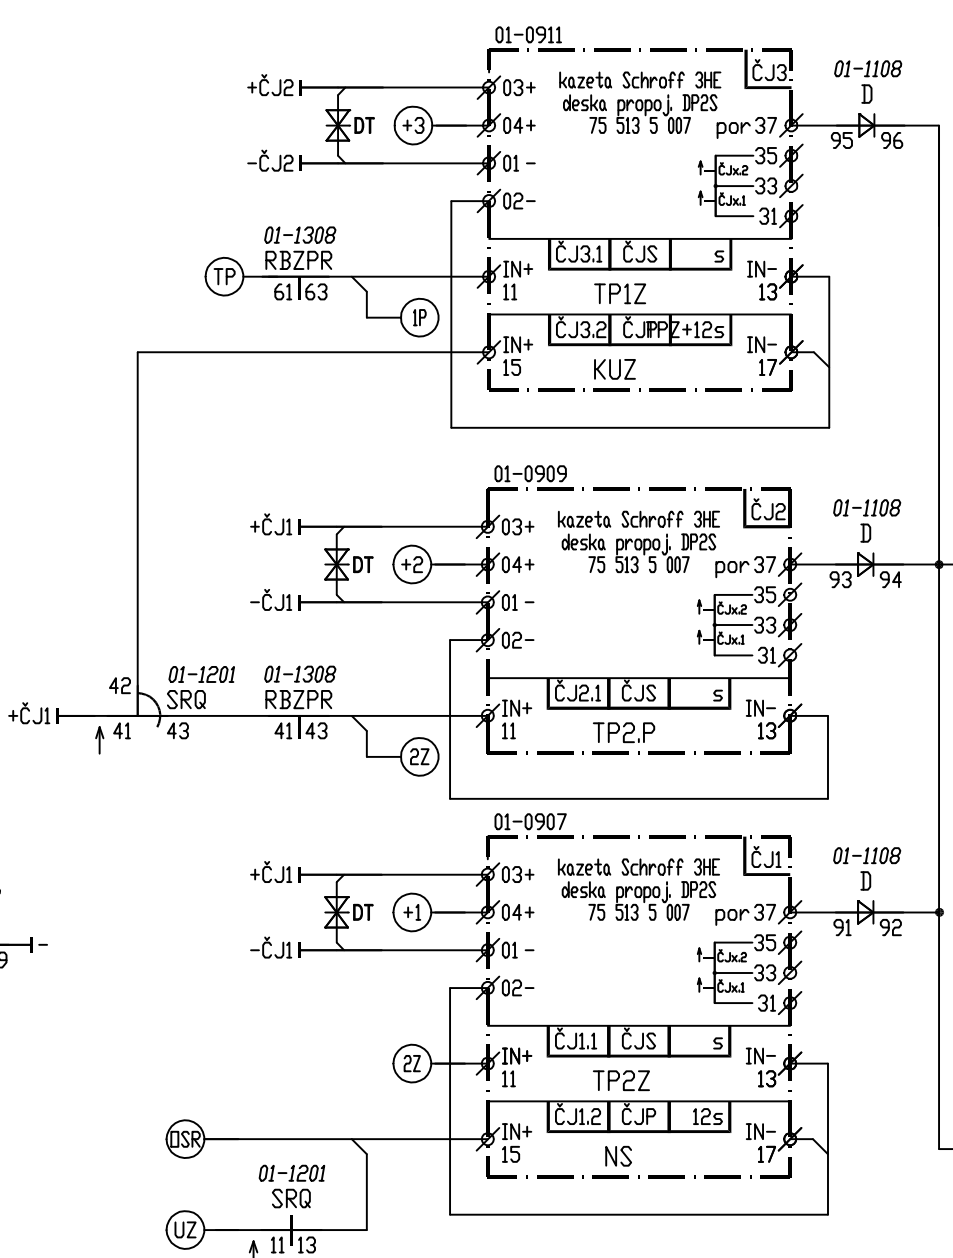 01-0911
ČJ3
+ČJ2
DT
-ČJ2
+3
03+
04+
01-
02-
kazeta Schroff 3HE
deska propoj. DP2S
75 513 5 007
por 37
35
ČJx.2
33
ČJx.1
31
01-1108
D
95 96
ČJ3.1 ČJS s
01-1308
RBZPR
TP
61 63
1P
IN+
11
TP1Z
IN-
13
ČJ3.2
IN+
15
KUZ
IN-
17
01-0909
ČJ2
+ČJ1
DT
-ČJ1
+2
03+
04+
01-
02-
kazeta Schroff 3HE
deska propoj. DP2S
75 513 5 007
por 37
35
ČJx.2
33
ČJx.1
31
01-1108
D
93 94
ČJ2.1 ČJS s
+ČJ1
42
41
01-1201
SRQ
43
01-1308
RBZPR
41 43
2Z
IN+
11
TP2.P
IN-
13
01-0907
ČJ1
+ČJ1
DT
-ČJ1
+1
03+
04+
01-
02-
kazeta Schroff 3HE
deska propoj. DP2S
75 513 5 007
por 37
35
ČJx.2
33
ČJx.1
31
01-1108
D
91 92
-
9
ČJ1.1 ČJS s
2Z
IN+
11
TP2Z
IN-
13
ČJ1.2 ČJP 12s
OSR
IN+
15
NS
IN-
17
01-1201
SRQ
UZ
11 13